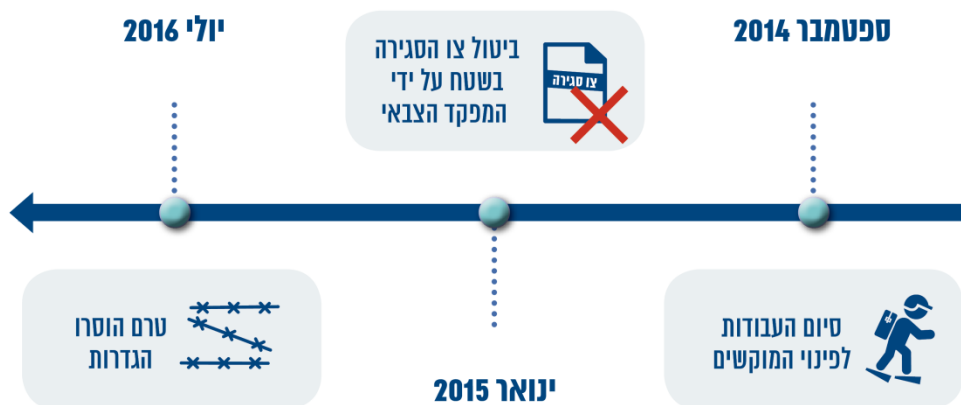 ספטמבר 2014
סיום העבודות
לפינוי המוקשים
ביטול צו הסגירה
בשטח על ידי
המפקד הצבאי
צו סגירה
ינואר 2015
יולי 2016
טרם הוסרו
הגדרות